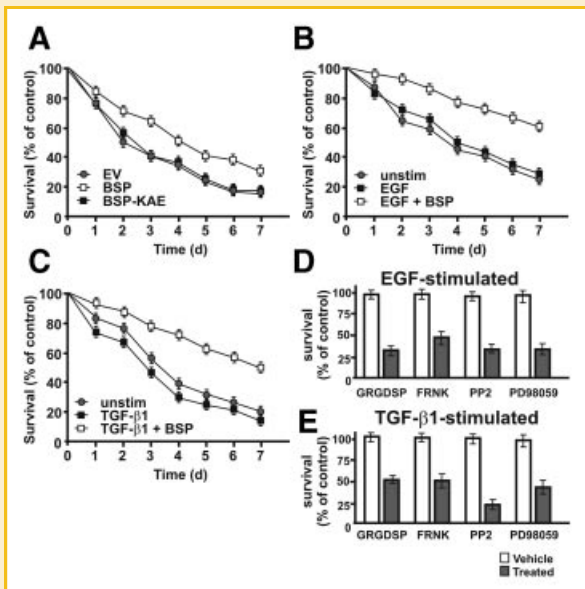 A
Survival (% of control)
100
80
60
40
20
0
EV
BSP
BSP-KAE
0 1 2 3 4 5 6 7
Time (d)
B
Survival (% of control)
100
80
60
40
20
0
unstim
EGF
EGF + BSP
0 1 2 3 4 5 6 7
Time (d)
C
Survival (% of control)
100
80
60
40
20
0
unstim
TGF-β1
TGF-β1 + BSP
0 1 2 3 4 5 6 7
Time (d)
D
EGF-stimulated
survival
(% of control)
100
75
50
25
0
GRGDSP FRNK PP2 PD98059
E
TGF-β1-stimulated
survival
(% of control)
100
75
50
25
0
GRGDSP FRNK PP2 PD98059
Vehicle
Treated